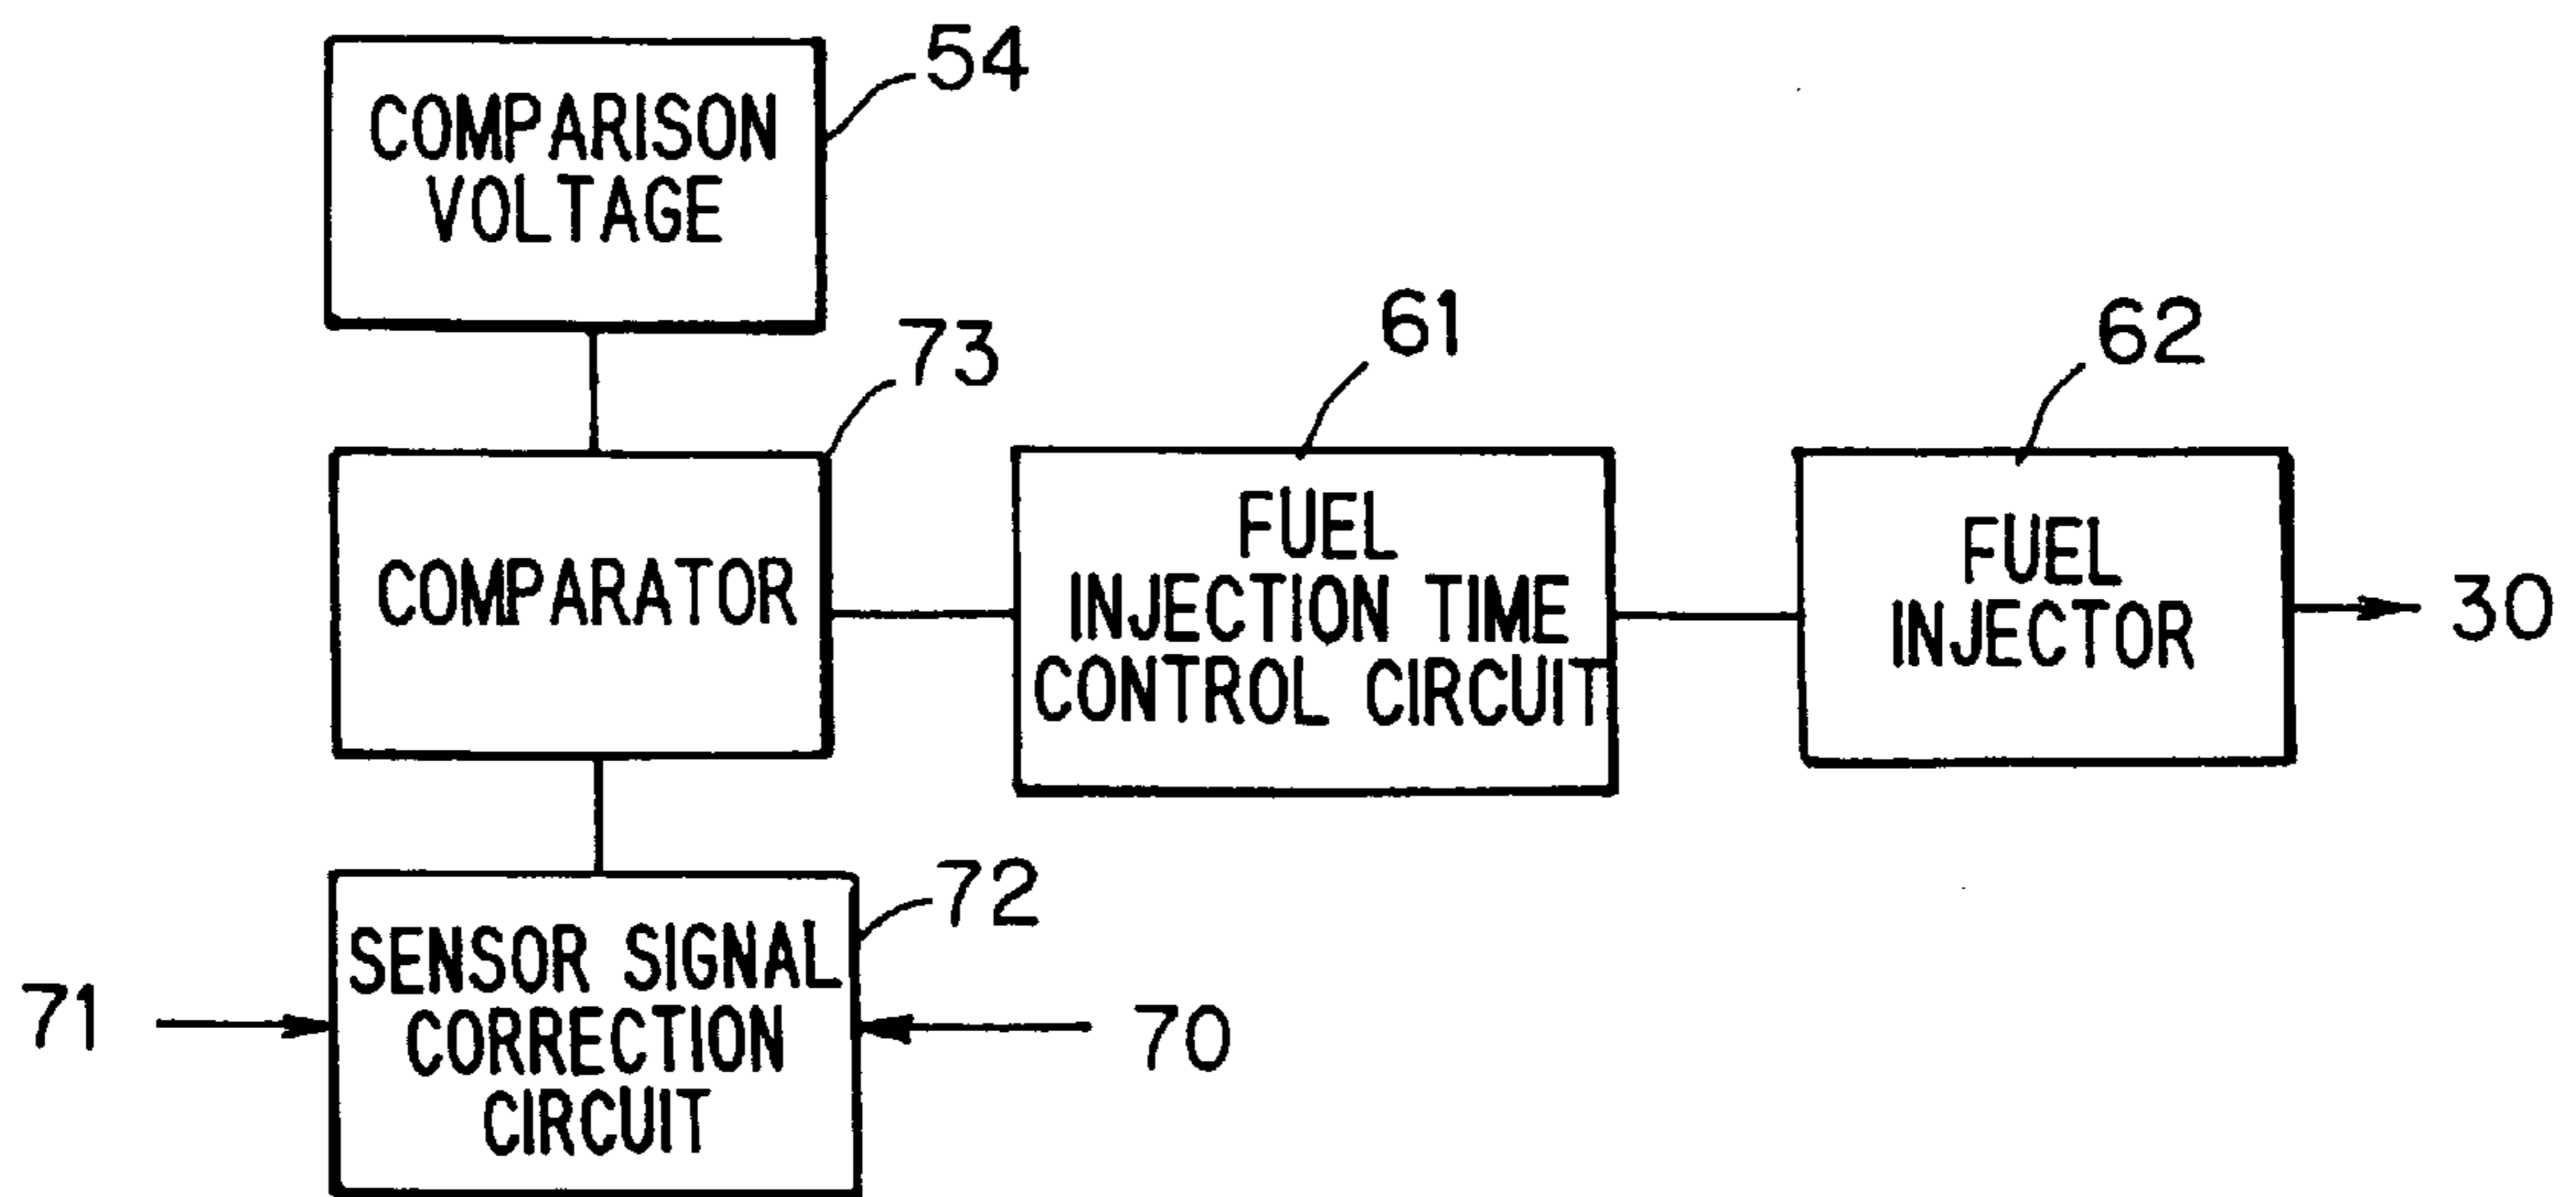 54
COMPARISON
VOLTAGE
73
COMPARATOR
61
FUEL
INJECTION TIME
CONTROL CIRCUIT
62
FUEL
INJECTOR
30
72
SENSOR SIGNAL
CORRECTION
CIRCUIT
71
70